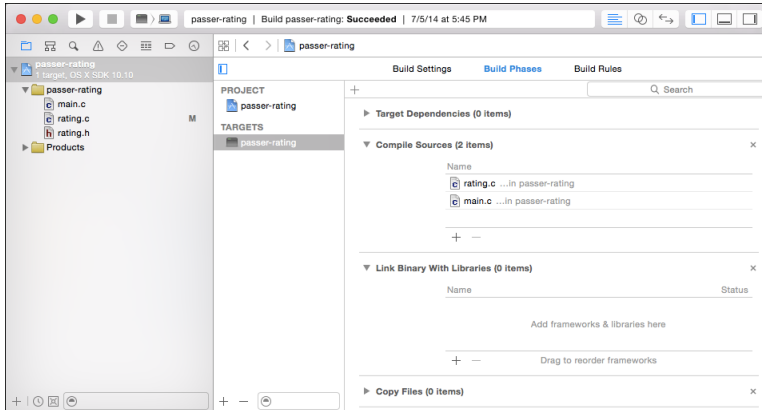 passer-rating | Build passer-rating: Succeeded | 7/5/14 at 5:45 PM
passer-rating
passer-rating
1 target, OS X SDK 10.10
passer-rating
main.c
rating.c M
rating.h
Products
Build Settings Build Phases Build Rules
PROJECT
passer-rating
TARGETS
passer-rating
Search
Target Dependencies (0 items)
Compile Sources (2 items)
Name
rating.c ...in passer-rating
main.c ...in passer-rating
Link Binary With Libraries (0 items)
Name Status
Add frameworks & libraries here
Drag to reorder frameworks
Copy Files (0 items)